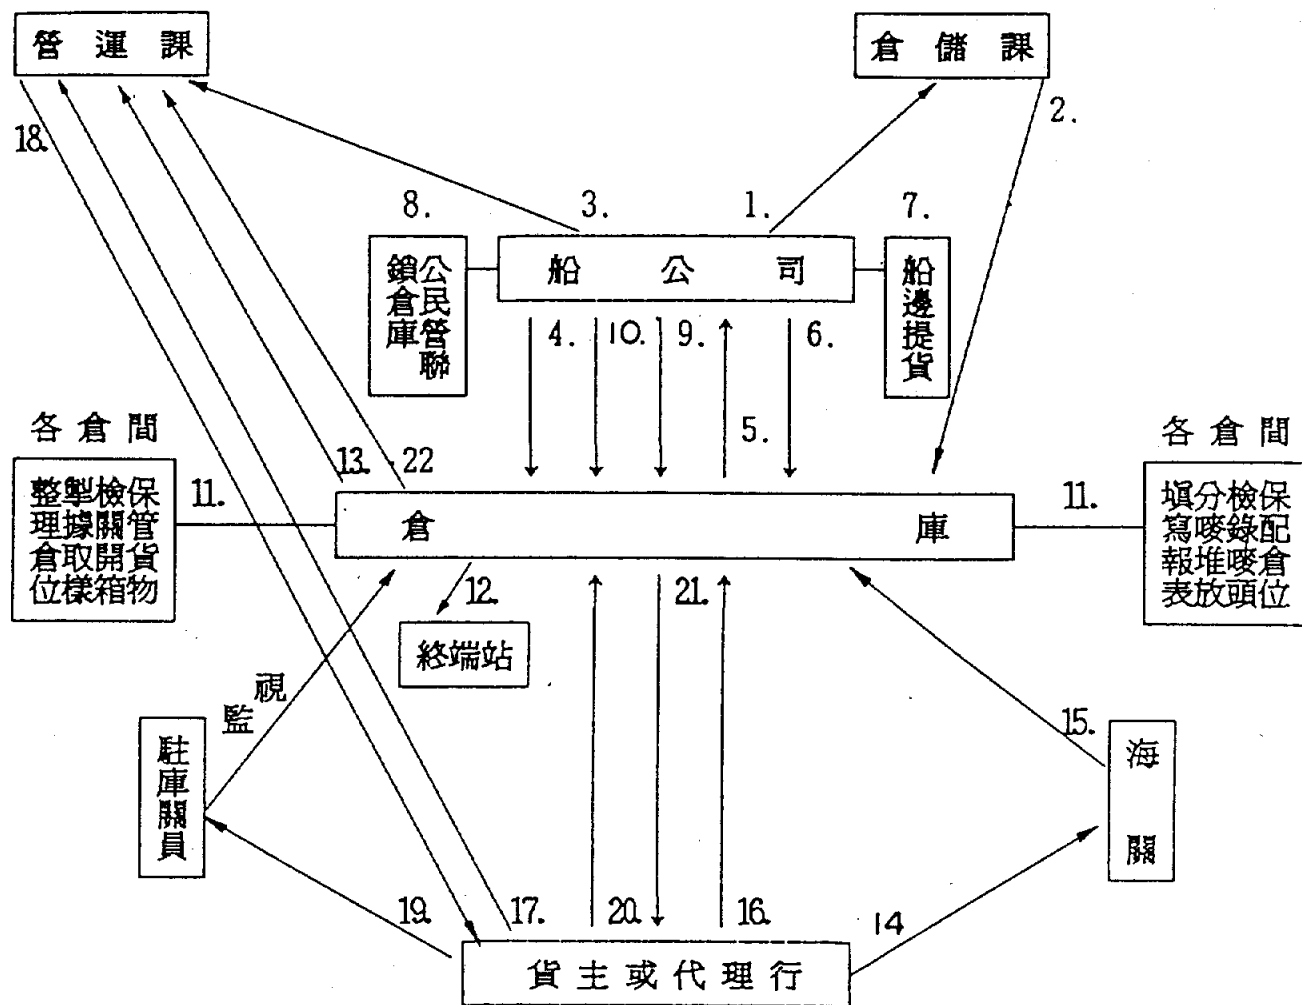 營運課
倉儲課
18.
2.
8.
3.
1.
7.
公民營聯
鎖倉庫
船公司
船邊提貨
4.
10.
9.
6.
5.
各倉間
各倉間
13.
22
11.
保管貨物
檢關開箱
掣據取樣
整理倉位
倉庫
11.
保配倉位
檢錄嘜頭
分嘜堆放
填寫報表
12.
21.
終端站
監視
15.
駐庫關員
海關
19.
17.
20.
16.
14
貨主或代理行